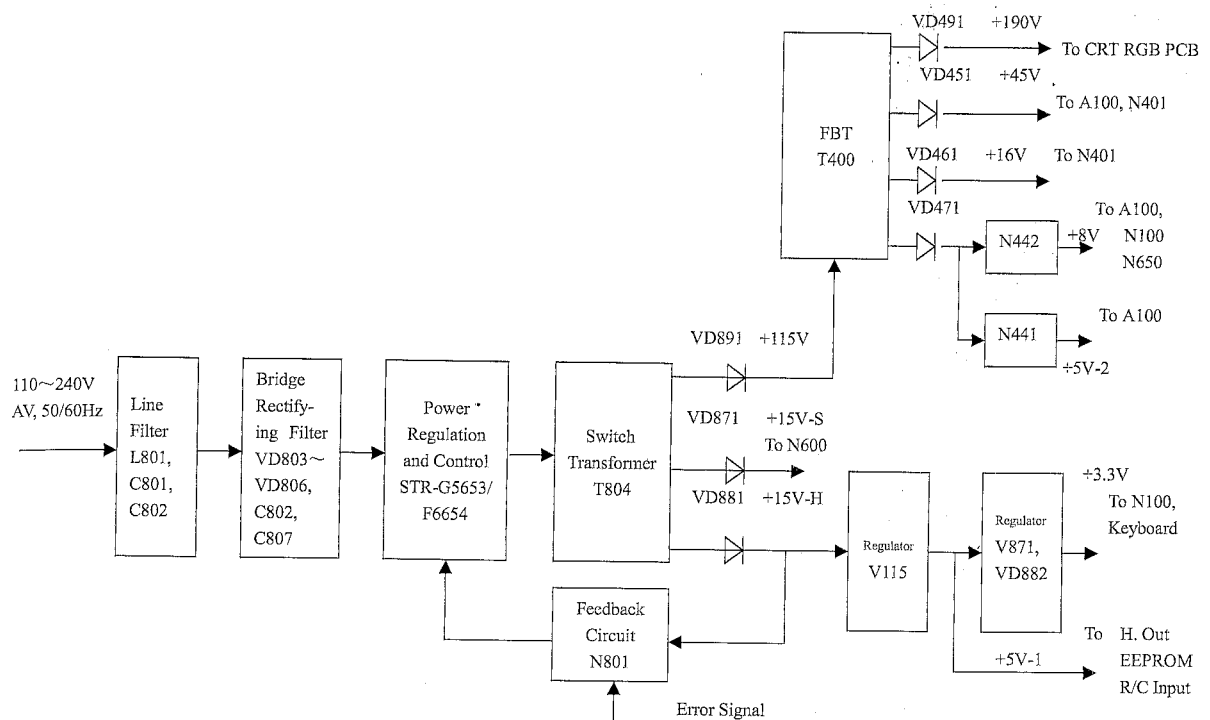 VD491 +190V
To CRT RGB PCB
VD451 +45V
To A100, N401
FBT
T400
VD461 +16V
To N401
VD471
To A100,
N100
N650
N442
+8V
To A100
N441
+5V-2
VD891 +115V
110～240V
AV, 50/60Hz
Line
Filter
L801,
C801,
C802
Bridge
Rectify-
ing Filter
VD803～
VD806,
C802,
C807
Power
Regulation
and Control
STR-G5653/
F6654
Switch
Transformer
T804
VD871 +15V-S
To N600
VD881 +15V-H
Regulator
V115
Regulator
V871,
VD882
+3.3V
To N100,
Keyboard
Feedback
Circuit
N801
Error Signal
+5V-1
To H. Out
EEPROM
R/C Input